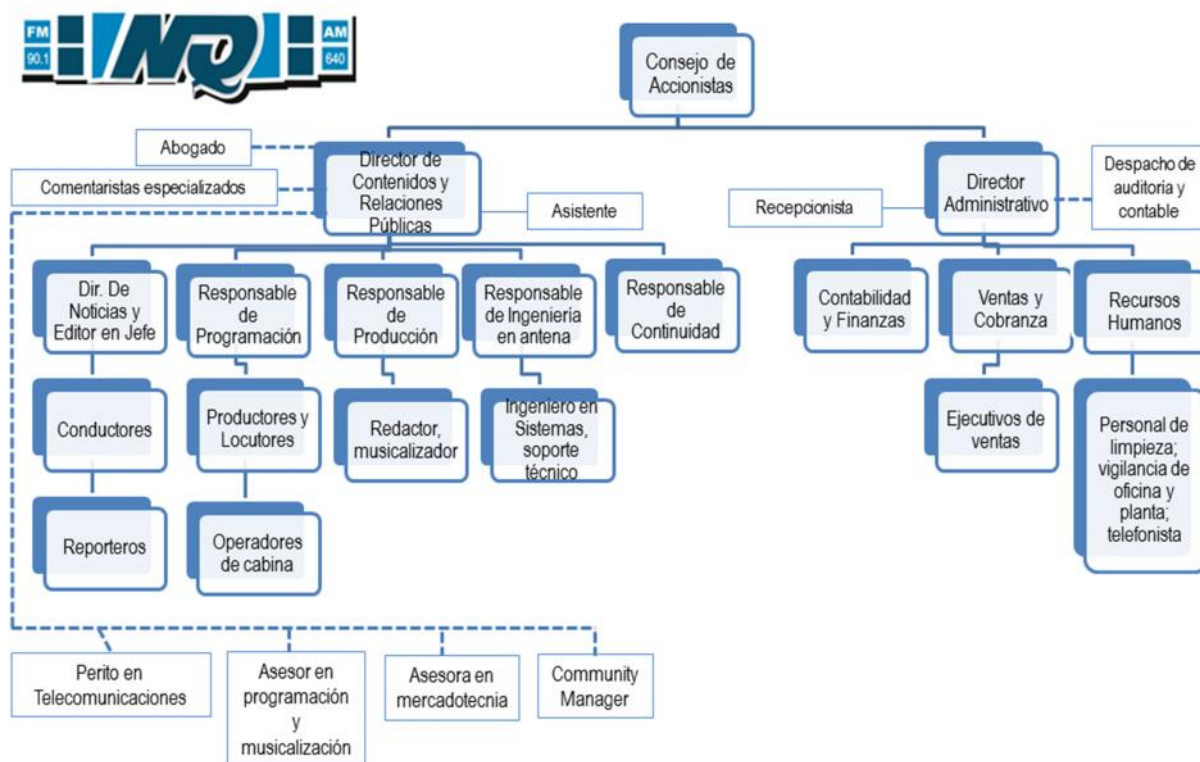 FM
90.1
NQ
AM
640
Consejo de
Accionistas
Abogado
Comentaristas especializados
Director de
Contenidos y
Relaciones
Públicas
Asistente
Recepcionista
Director
Administrativo
Despacho de
auditoria y
contable
Dir. De
Noticias y
Editor en Jefe
Responsable
de
Programación
Responsable
de
Producción
Responsable
de Ingenieria
en antena
Responsable
de
Continuidad
Contabilidad
y Finanzas
Ventas y
Cobranza
Recursos
Humanos
Conductores
Productores y
Locutores
Redactor,
musicalizador
Ingeniero en
Sistemas,
soporte
técnico
Ejecutivos de
ventas
Personal de
limpieza;
vigilancia de
oficina y
planta;
telefonista
Reporteros
Operadores
de cabina
Perito en
Telecomunicaciones
Asesor en
programación
y
musicalización
Asesora en
mercadotecnia
Community
Manager